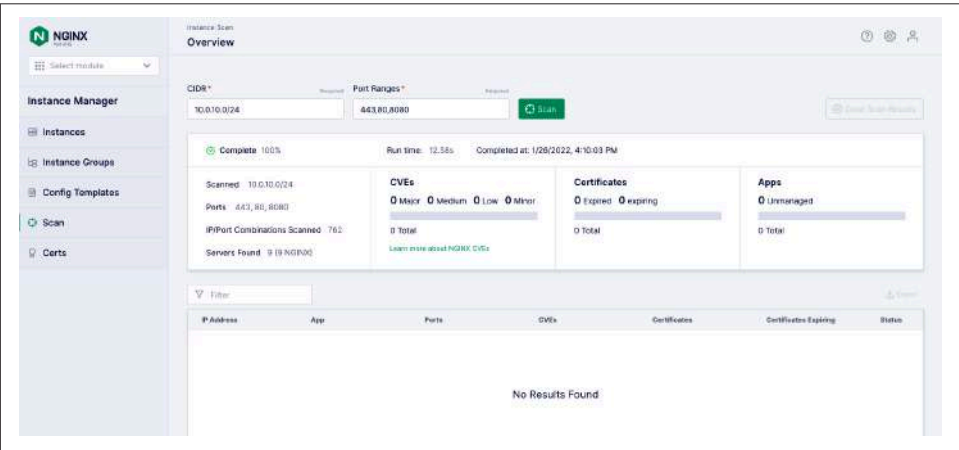 NGINX
Instance Scan
Overview
Select module
CIDR*
Required
Port Ranges*
Required
Instance Manager
10.0.10.0/24
443,80,8080
Scan
Instances
Complete 100%
Run time: 12.58s
Completed at: 1/26/2022, 4:10:03 PM
Instance Groups
Config Templates
Scan
Certs
Scanned 10.0.10.0/24
Ports 443, 80, 8080
IP/Port Combinations Scanned 762
Servers Found 9 (9 NGINX)
CVEs
0 Major 0 Medium 0 Low 0 Minor
0 Total
Learn more about NGINX CVEs
Certificates
0 Expired 0 expiring
0 Total
Apps
0 Unmanaged
0 Total
Filter
Export
IP Address App Ports CVEs Certificates Certificates Expiring Status
No Results Found